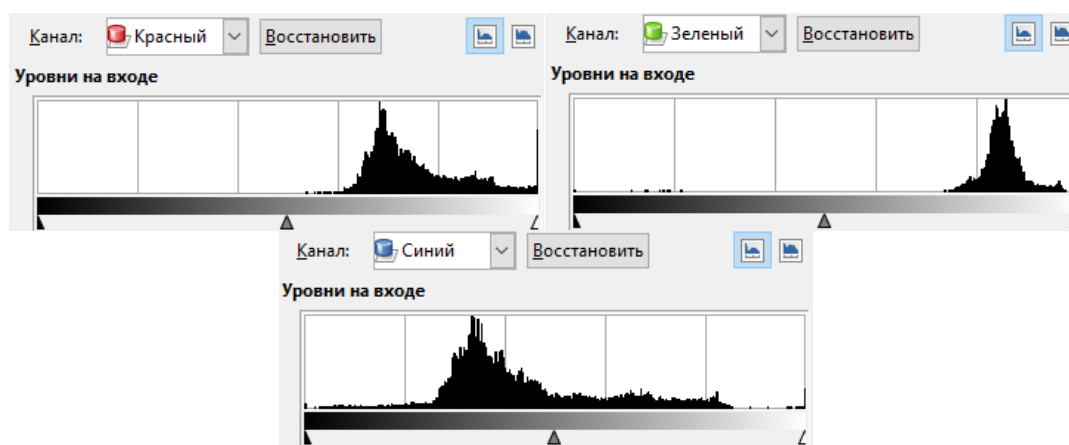 Канал: Красный Восстановить
Уровни на входе
Канал: Зеленый Восстановить
Уровни на входе
Канал: Синий Восстановить
Уровни на входе